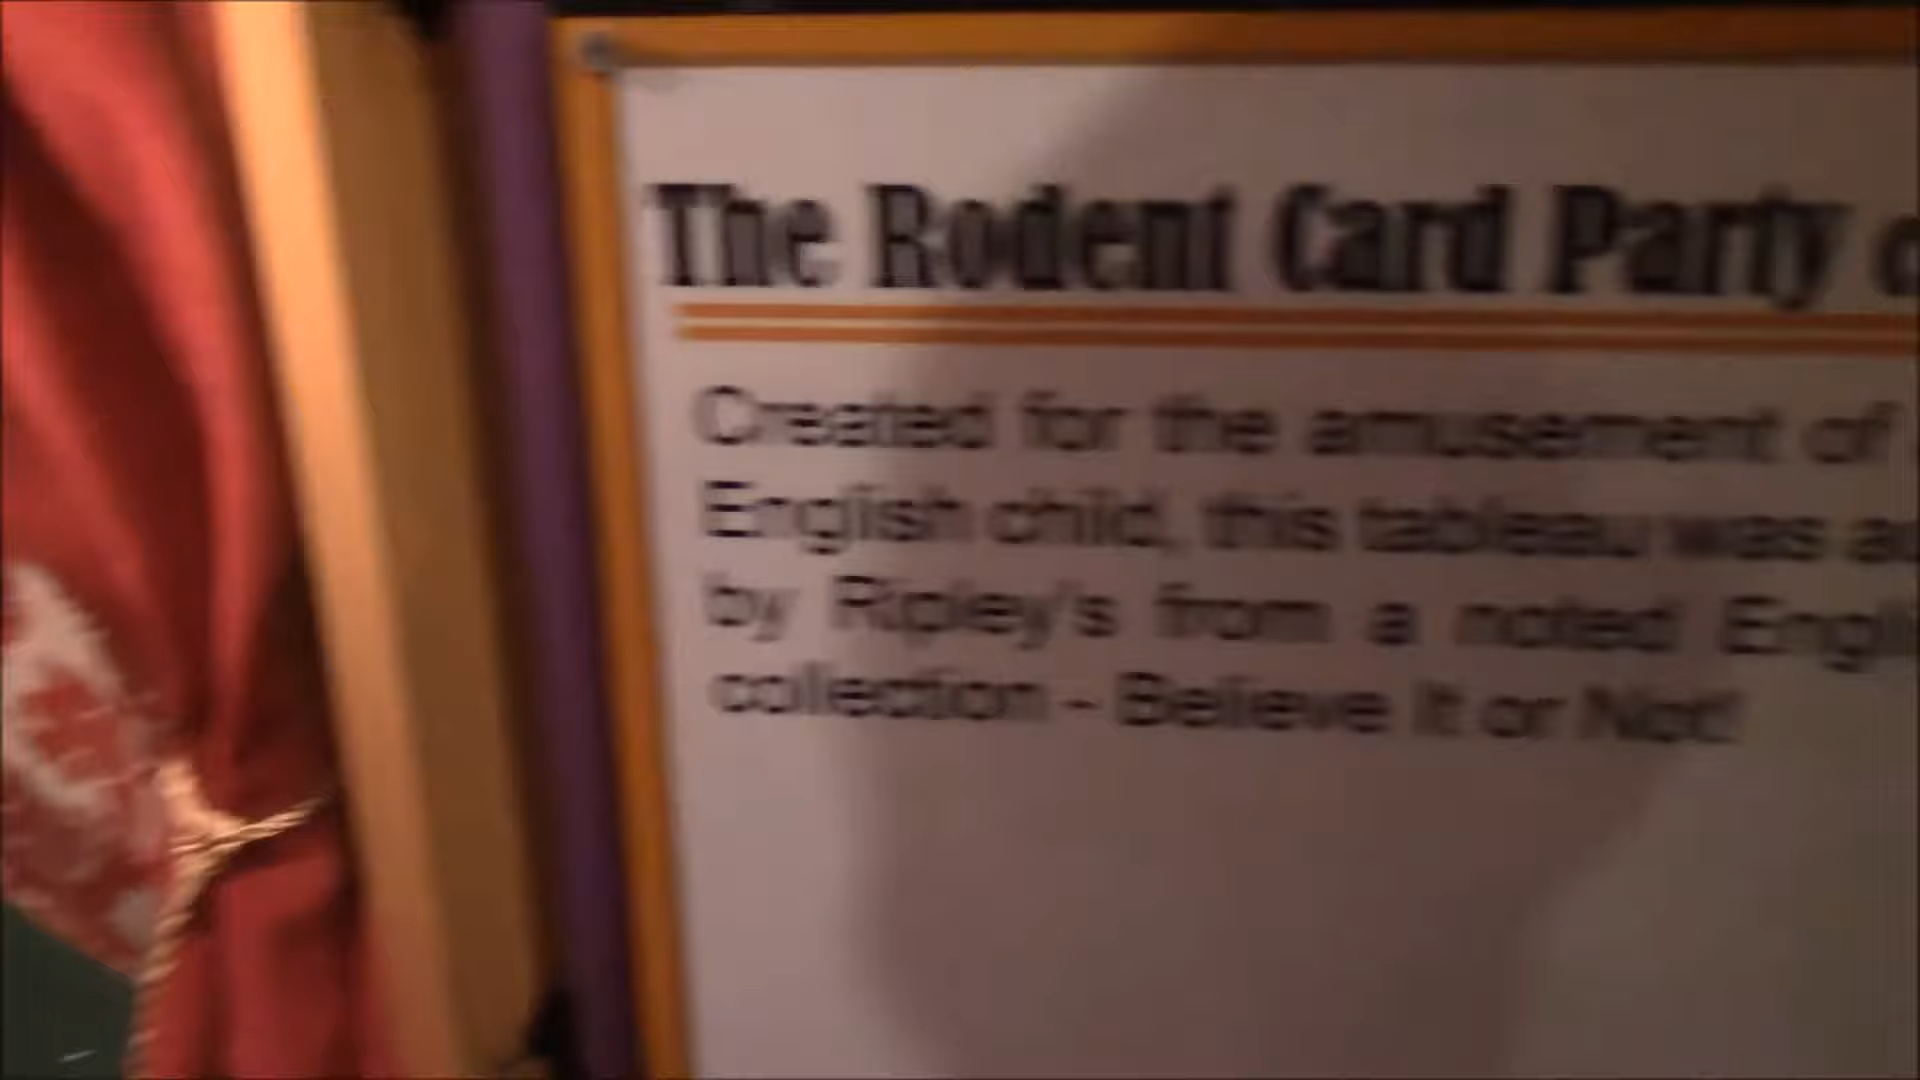 The Rodent Card Party
Created for the amusement of
English child, this tableau was
by Ripley's from a noted
collection - Believe It or Not!